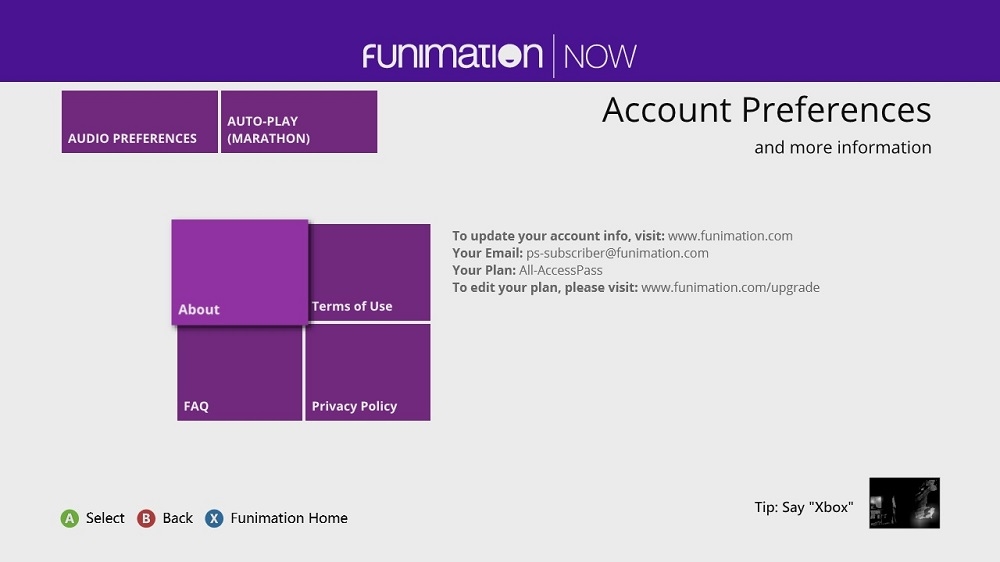 FUNIMATION | NOW
AUDIO PREFERENCES
AUTO-PLAY
(MARATHON)
Account Preferences
and more information
About
Terms of Use
FAQ
Privacy Policy
To update your account info, visit: www.funimation.com
Your Email: ps-subscriber@funimation.com
Your Plan: All-AccessPass
To edit your plan, please visit: www.funimation.com/upgrade
A Select B Back X Funimation Home
Tip: Say "Xbox"